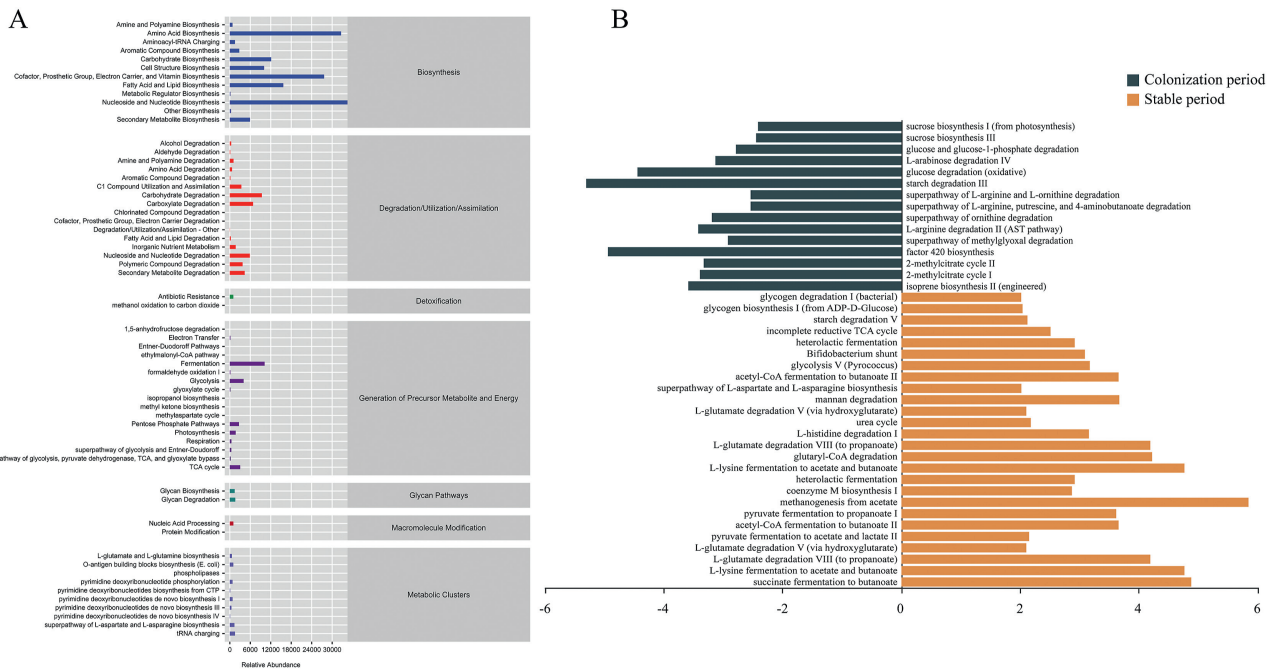 A
Amine and Polyamine Biosynthesis
Amino Acid Biosynthesis
Aminoacyl-tRNA Charging
Aromatic Compound Biosynthesis
Carbohydrate Biosynthesis
Cell Structure Biosynthesis
Cofactor, Prosthetic Group, Electron Carrier, and Vitamin Biosynthesis
Fatty Acid and Lipid Biosynthesis
Metabolic Regulator Biosynthesis
Nucleoside and Nucleotide Biosynthesis
Other Biosynthesis
Secondary Metabolite Biosynthesis
Biosynthesis
Alcohol Degradation
Aldehyde Degradation
Amine and Polyamine Degradation
Amino Acid Degradation
Aromatic Compound Degradation
C1 Compound Utilization and Assimilation
Carbohydrate Degradation
Carboxylate Degradation
Chlorinated Compound Degradation
Cofactor, Prosthetic Group, Electron Carrier Degradation
Degradation/Utilization/Assimilation - Other
Fatty Acid and Lipid Degradation
Inorganic Nutrient Metabolism
Nucleoside and Nucleotide Degradation
Polymeric Compound Degradation
Secondary Metabolite Degradation
Degradation/Utilization/Assimilation
Antibiotic Resistance
methanol oxidation to carbon dioxide
Detoxification
1,5-anhydrofructose degradation
Electron Transfer
Entner-Duodoroff Pathways
ethylmalonyl-CoA pathway
Fermentation
formaldehyde oxidation I
Glycolysis
glyoxylate cycle
isopropanol biosynthesis
methyl ketone biosynthesis
methylaspartate cycle
Pentose Phosphate Pathways
Photosynthesis
Respiration
superpathway of glycolysis and Entner-Doudoroff
athway of glycolysis, pyruvate dehydrogenase, TCA, and glyoxylate bypass
TCA cycle
Generation of Precursor Metabolite and Energy
Glycan Biosynthesis
Glycan Degradation
Glycan Pathways
Nucleic Acid Processing
Protein Modification
Macromolecule Modification
L-glutamate and L-glutamine biosynthesis
O-antigen building blocks biosynthesis (E. coli)
phospholipases
pyrimidine deoxyribonucleotide phosphorylation
pyrimidine deoxyribonucleotides biosynthesis from CTP
pyrimidine deoxyribonucleotides de novo biosynthesis I
pyrimidine deoxyribonucleotides de novo biosynthesis III
pyrimidine deoxyribonucleotides de novo biosynthesis IV
superpathway of L-aspartate and L-asparagine biosynthesis
tRNA charging
Metabolic Clusters
0 6000 12000 18000 24000 30000
Relative Abundance
B
Colonization period
Stable period
sucrose biosynthesis I (from photosynthesis)
sucrose biosynthesis III
glucose and glucose-1-phosphate degradation
L-arabinose degradation IV
glucose degradation (oxidative)
starch degradation III
superpathway of L-arginine and L-ornithine degradation
superpathway of L-arginine, putrescine, and 4-aminobutanoate degradation
superpathway of ornithine degradation
L-arginine degradation II (AST pathway)
superpathway of methylglyoxal degradation
factor 420 biosynthesis
2-methylcitrate cycle II
2-methylcitrate cycle I
isoprene biosynthesis II (engineered)
glycogen degradation I (bacterial)
glycogen biosynthesis I (from ADP-D-Glucose)
starch degradation V
incomplete reductive TCA cycle
heterolactic fermentation
Bifidobacterium shunt
glycolysis V (Pyrococcus)
acetyl-CoA fermentation to butanoate II
superpathway of L-aspartate and L-asparagine biosynthesis
mannan degradation
L-glutamate degradation V (via hydroxyglutarate)
urea cycle
L-histidine degradation I
L-glutamate degradation VIII (to propanoate)
glutaryl-CoA degradation
L-lysine fermentation to acetate and butanoate
heterolactic fermentation
coenzyme M biosynthesis I
methanogenesis from acetate
pyruvate fermentation to propanoate I
acetyl-CoA fermentation to butanoate II
pyruvate fermentation to acetate and lactate II
L-glutamate degradation V (via hydroxyglutarate)
L-glutamate degradation VIII (to propanoate)
L-lysine fermentation to acetate and butanoate
succinate fermentation to butanoate
-6 -4 -2 0 2 4 6